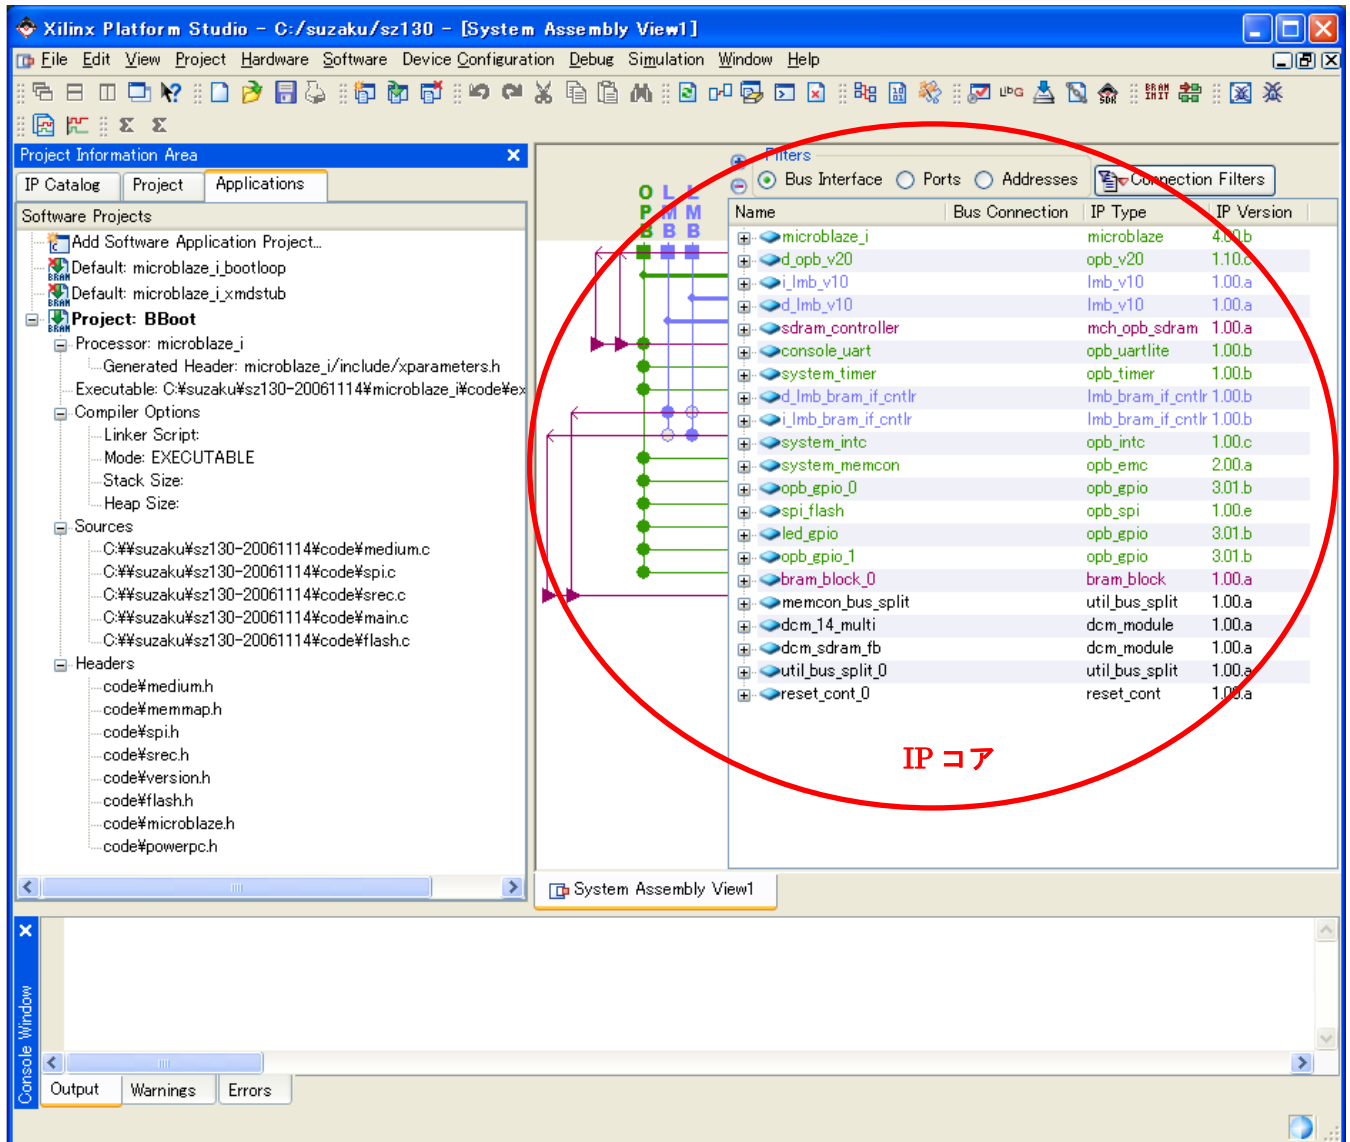 Xilinx Platform Studio - C:/suzaku/sz130 - [System Assembly View1]
File Edit View Project Hardware Software Device Configuration Debug Simulation Window Help
Project Information Area
IP Catalog Project Applications
Software Projects
Add Software Application Project...
Default: microblaze_i_bootloop
Default: microblaze_i_xmdstub
Project: BBoot
Processor: microblaze_i
Generated Header: microblaze_i/include/xparameters.h
Executable: C:¥suzaku¥sz130-20061114¥microblaze_i¥code¥ex
Compiler Options
Linker Script:
Mode: EXECUTABLE
Stack Size:
Heap Size:
Sources
C:¥¥suzaku¥sz130-20061114¥code¥medium.c
C:¥¥suzaku¥sz130-20061114¥code¥spi.c
C:¥¥suzaku¥sz130-20061114¥code¥srec.c
C:¥¥suzaku¥sz130-20061114¥code¥main.c
C:¥¥suzaku¥sz130-20061114¥code¥flash.c
Headers
code¥medium.h
code¥memmap.h
code¥spi.h
code¥srec.h
code¥version.h
code¥flash.h
code¥microblaze.h
code¥powerpc.h
OPB LMB LMB
Filters
Bus Interface Ports Addresses Connection Filters
Name Bus Connection IP Type IP Version
microblaze_i microblaze 4.00.b
d_opb_v20 opb_v20 1.10.c
i_lmb_v10 lmb_v10 1.00.a
d_lmb_v10 lmb_v10 1.00.a
sdram_controller mch_opb_sdram 1.00.a
console_uart opb_uartlite 1.00.b
system_timer opb_timer 1.00.b
d_lmb_bram_if_cntlr lmb_bram_if_cntlr 1.00.b
i_lmb_bram_if_cntlr lmb_bram_if_cntlr 1.00.b
system_intc opb_intc 1.00.c
system_memcon opb_emc 2.00.a
opb_gpio_0 opb_gpio 3.01.b
spi_flash opb_spi 1.00.e
led_gpio opb_gpio 3.01.b
opb_gpio_1 opb_gpio 3.01.b
bram_block_0 bram_block 1.00.a
memcon_bus_split util_bus_split 1.00.a
dcm_14_multi dcm_module 1.00.a
dcm_sdram_fb dcm_module 1.00.a
util_bus_split_0 util_bus_split 1.00.a
reset_cont_0 reset_cont 1.00.a
IP コア
System Assembly View1
Console Window
Output Warnings Errors